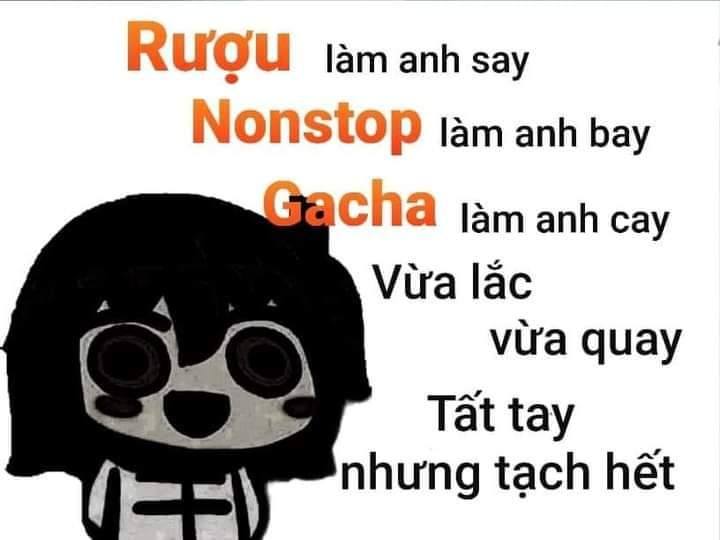 Rượu làm anh say
Nonstop làm anh bay
Gacha làm anh cay
Vừa lắc
vừa quay
Tất tay
nhưng tạch hết